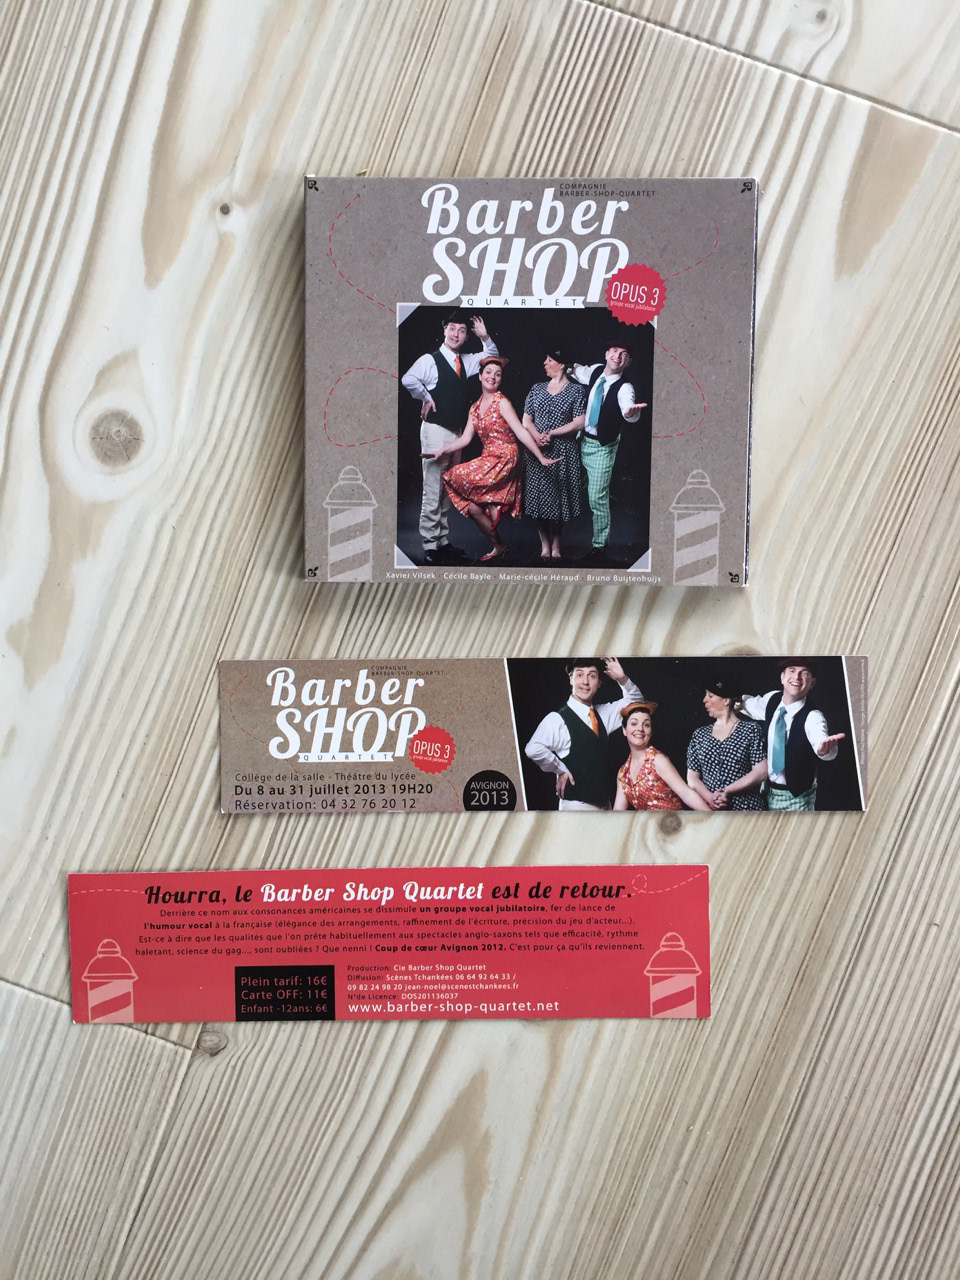 COMPAGNIE
BARBER-SHOP-QUARTET
Barber
SHOP
QUARTET
OPUS 3
groupe vocal jubilatoire
Xavier Vilsek Cécile Bayle Marie-cécile Héraud Bruno Buijtenhuijs
COMPAGNIE
BARBER-SHOP-QUARTET
Barber
SHOP
QUARTET
OPUS 3
groupe vocal jubilatoire
Collège de la salle - Théâtre du lycée
Du 8 au 31 juillet 2013 19H20
Réservation: 04 32 76 20 12
AVIGNON
2013
Hourra, le Barber Shop Quartet est de retour.
Derrière ce nom aux consonances américaines se dissimule un groupe vocal jubilatoire, fer de lance de
l'humour vocal à la française (élégance des arrangements, raffinement de l'écriture, précision du jeu d'acteur...).
Est-ce à dire que les qualités que l'on prête habituellement aux spectacles anglo-saxons tels que efficacité, rythme
haletant, science du gag..., sont oubliées ? Que nenni ! Coup de cœur Avignon 2012. C'est pour ça qu'ils reviennent.
Plein tarif: 16€
Carte OFF: 11€
Enfant -12ans: 6€
Production: Cie Barber Shop Quartet
Diffusion: Scènes Tchankées 06 64 92 64 33 /
09 82 24 98 20 jean-noel@scenestchankees.fr
N°de Licence: DOS201136037
www.barber-shop-quartet.net